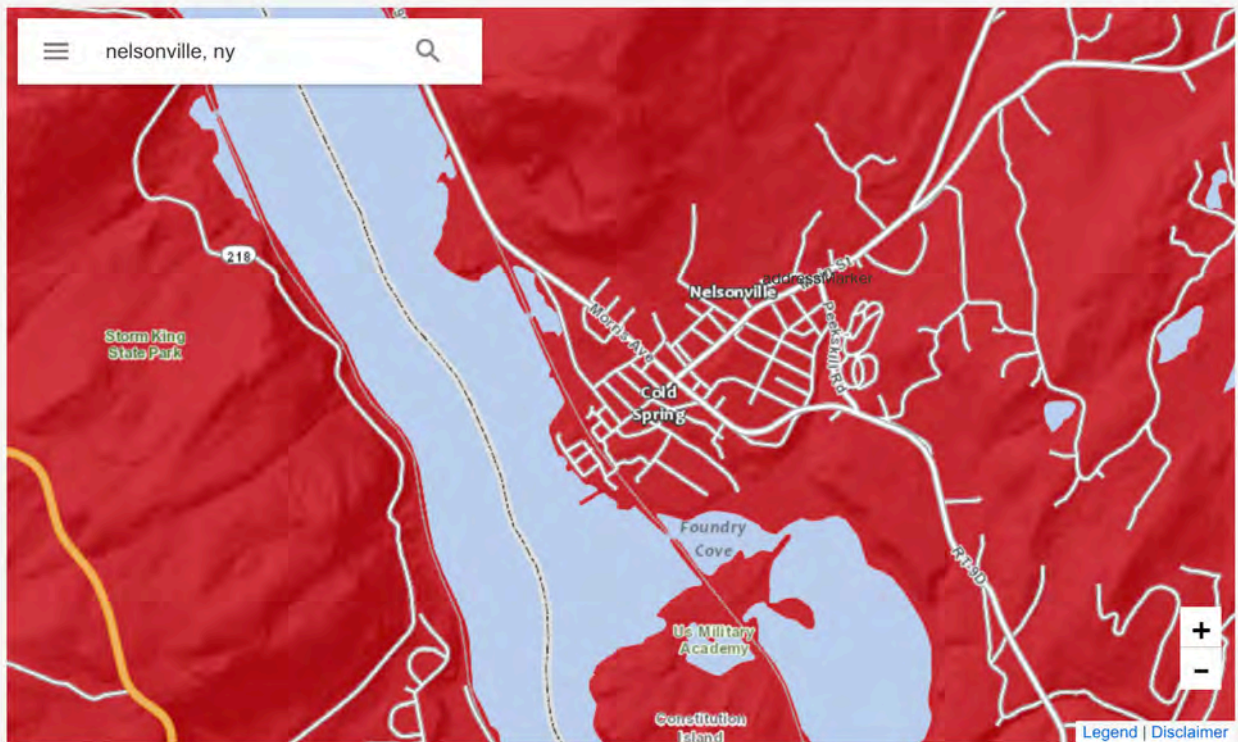 nelsonville, ny
218
Storm King
State Park
Nelsonville
addressMarker
Morris Ave
Peekskill Rd
Cold
Spring
Foundry
Cove
RT-9D
Us Military
Academy
Constitution
Island
+
−
Legend | Disclaimer